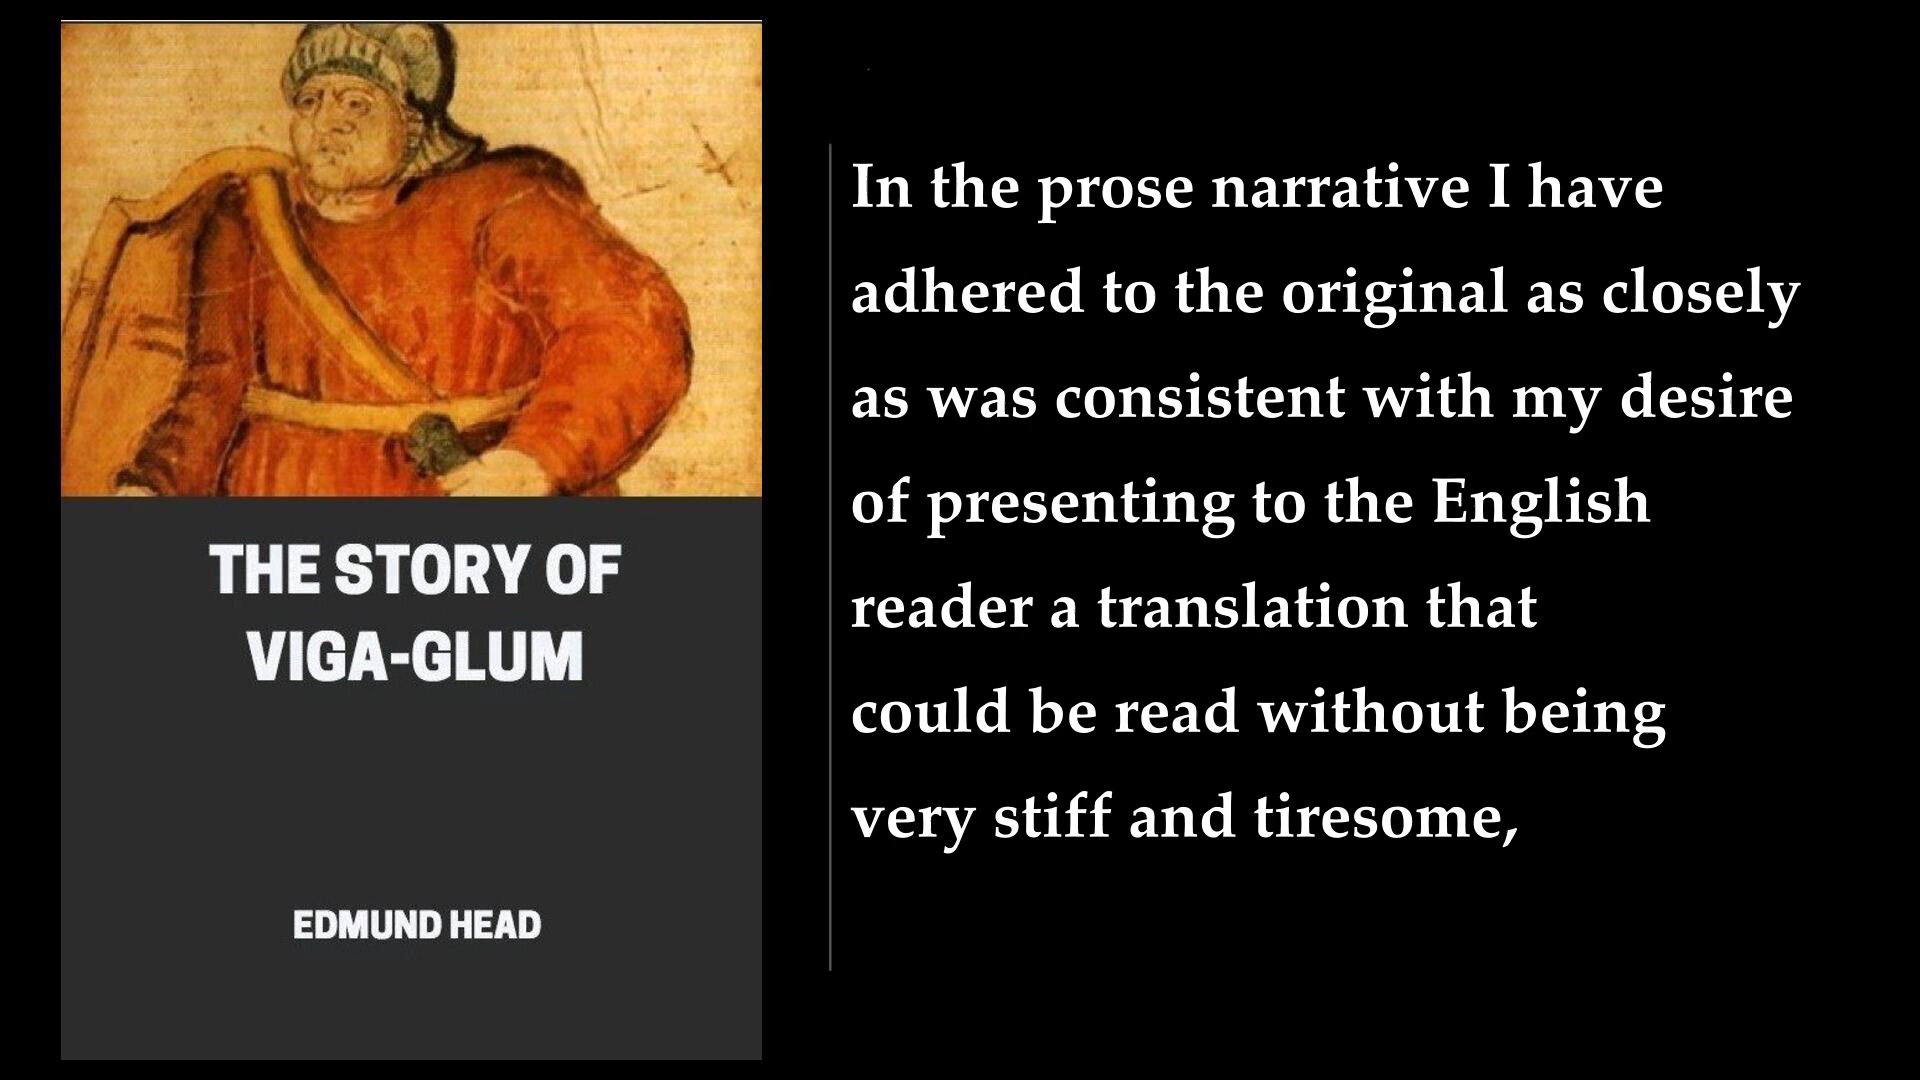 THE STORY OF
VIGA-GLUM
EDMUND HEAD
In the prose narrative I have
adhered to the original as closely
as was consistent with my desire
of presenting to the English
reader a translation that
could be read without being
very stiff and tiresome,